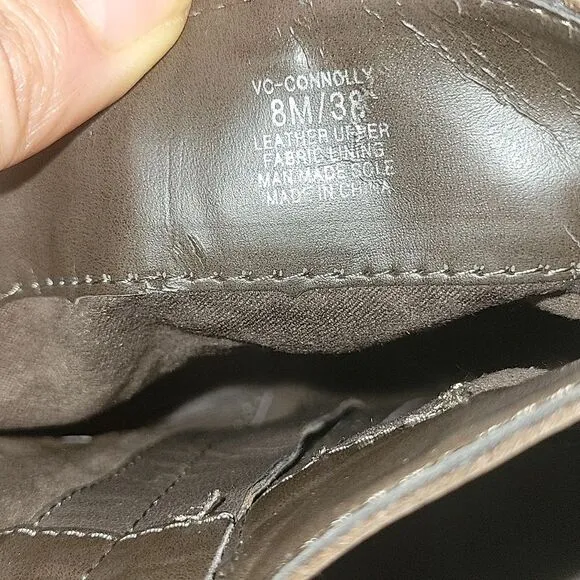 VC-CONNOLLY
8M/38
LEATHER UPPER
FABRIC LINING
MAN MADE SOLE
MADE IN CHINA